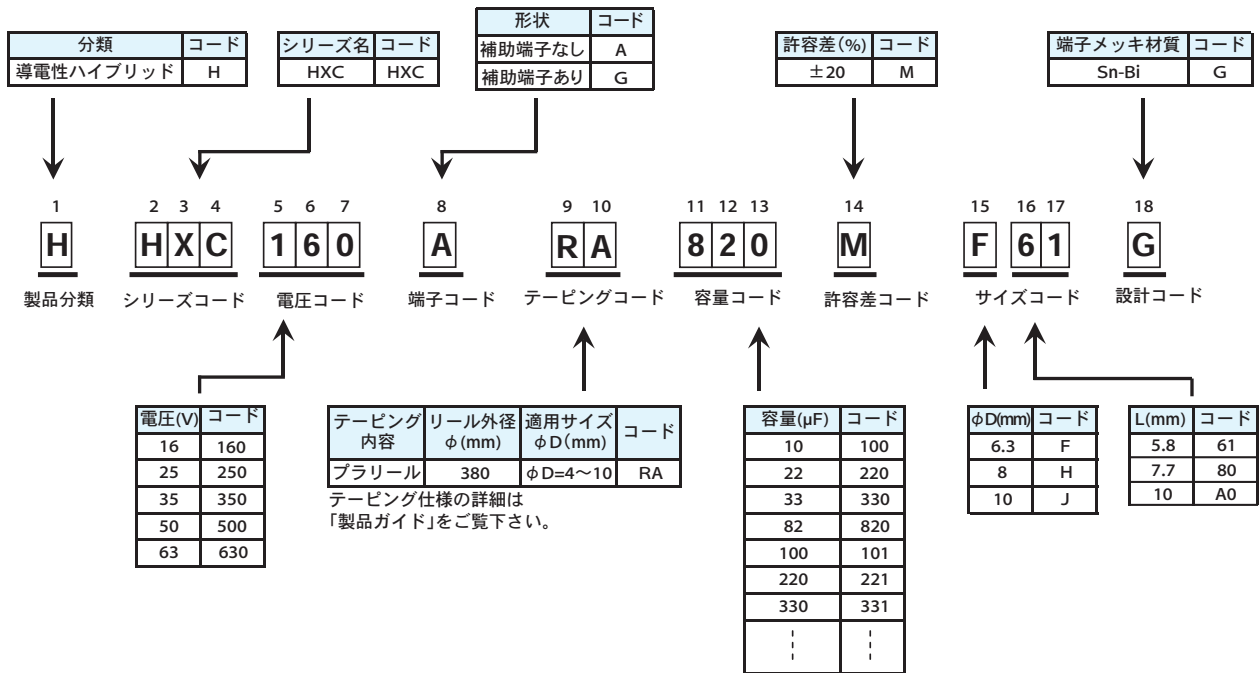 形状 コード
補助端子なし A
補助端子あり G
分類 コード
導電性ハイブリッド H
シリーズ名 コード
HXC HXC
許容差(%) コード
±20 M
端子メッキ材質 コード
Sn-Bi G
1 2 3 4 5 6 7 8 9 10 11 12 13 14 15 16 17 18
H HXC 160 A RA 820 M F 61 G
製品分類 シリーズコード 電圧コード 端子コード テーピングコード 容量コード 許容差コード サイズコード 設計コード
電圧(V) コード
16 160
25 250
35 350
50 500
63 630
テーピング内容 リール外径φ(mm) 適用サイズφD(mm) コード
プラリール 380 φD=4〜10 RA
テーピング仕様の詳細は
「製品ガイド」をご覧下さい。
容量(μF) コード
10 100
22 220
33 330
82 820
100 101
220 221
330 331
φD(mm) コード
6.3 F
8 H
10 J
L(mm) コード
5.8 61
7.7 80
10 A0